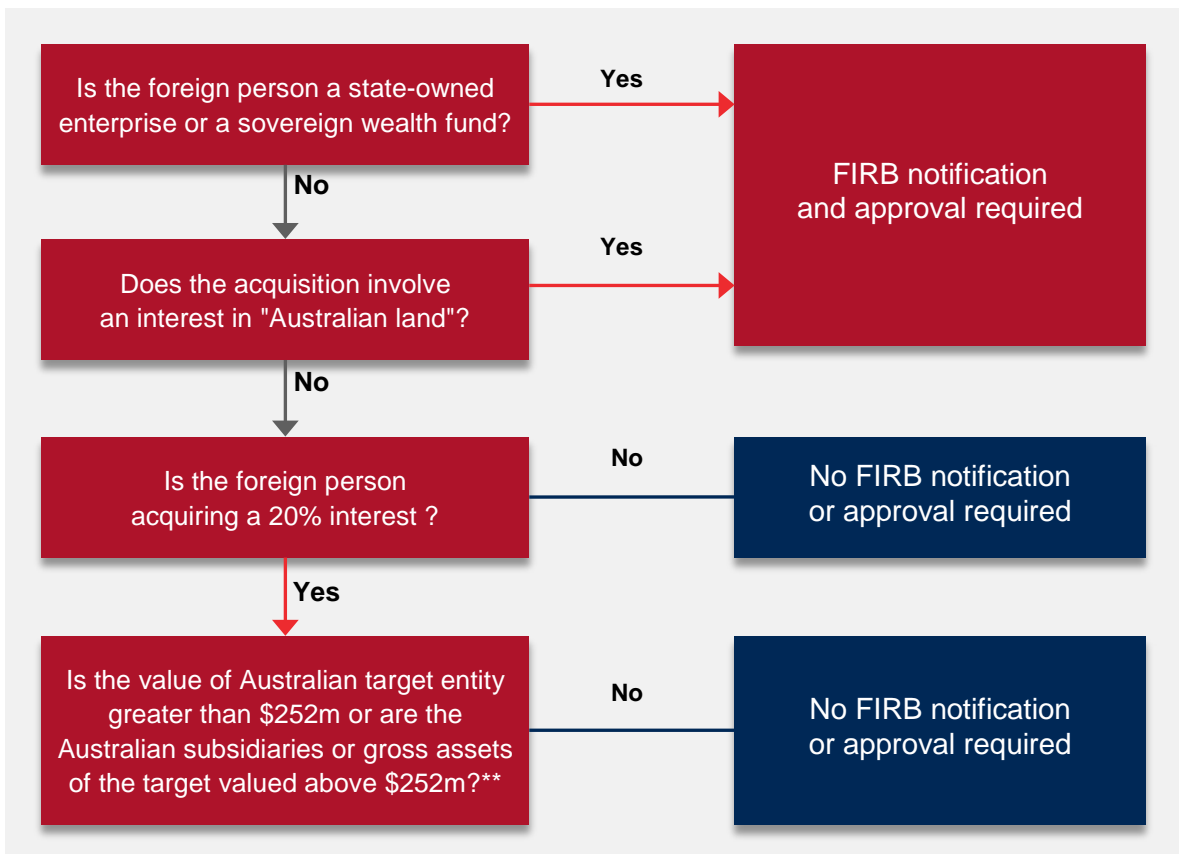 Is the foreign person a state-owned
enterprise or a sovereign wealth fund?
Yes
FIRB notification
and approval required
No
Does the acquisition involve
an interest in "Australian land"?
Yes
No
Is the foreign person
acquiring a 20% interest ?
No
No FIRB notification
or approval required
Yes
Is the value of Australian target entity
greater than $252m or are the
Australian subsidiaries or gross assets
of the target valued above $252m?**
No
No FIRB notification
or approval required